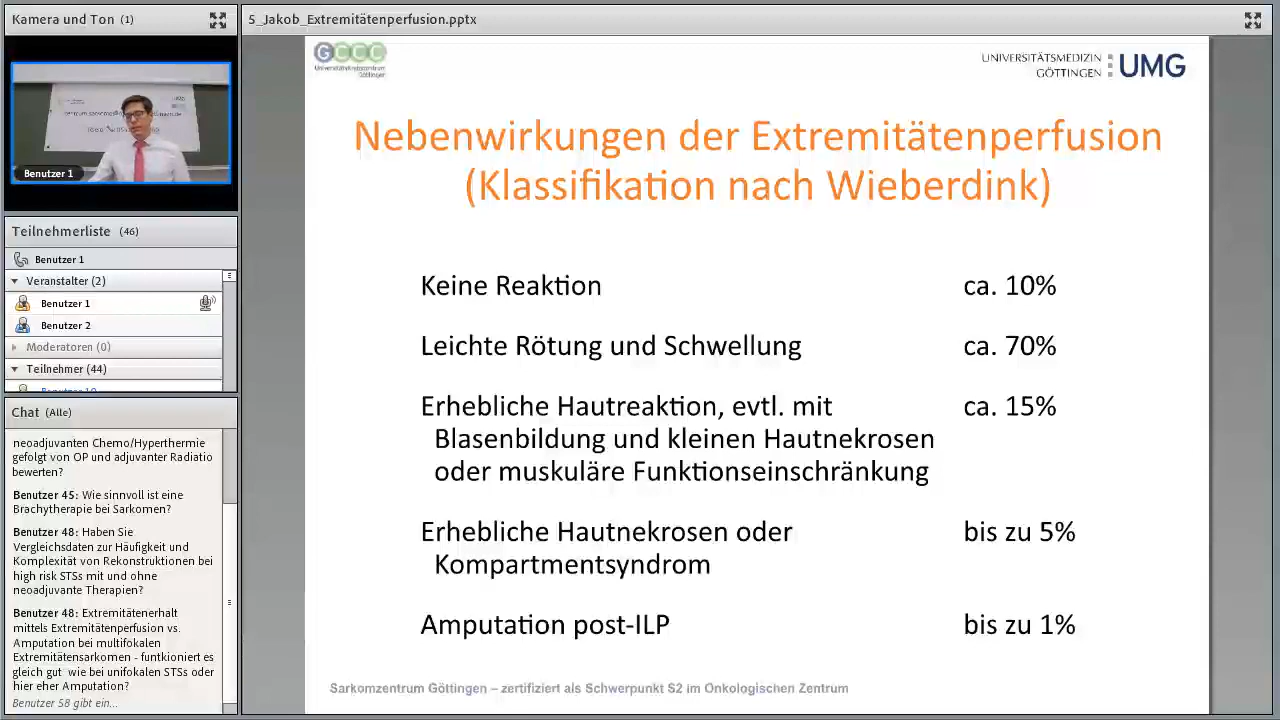 Kamera und Ton (1)
5_Jakob_Extremitätenperfusion.pptx
Benutzer 1
Teilnehmerliste (46)
Benutzer 1
Veranstalter (2)
Benutzer 1
Benutzer 2
Moderatoren (0)
Teilnehmer (44)
Chat (Alle)
neoadjuvanten Chemo/Hyperthermie
gefolgt von OP und adjuvanter Radiatio
bewerten?
Benutzer 45: Wie sinnvoll ist eine
Brachytherapie bei Sarkomen?
Benutzer 48: Haben Sie
Vergleichsdaten zur Häufigkeit und
Komplexität von Rekonstruktionen bei
high risk STSs mit und ohne
neoadjuvante Therapien?
Benutzer 48: Extremitätenerhalt
mittels Extremitätenperfusion vs.
Amputation bei multifokalen
Extremitätensarkomen - funtkioniert es
gleich gut wie bei unifokalen STSs oder
hier eher Amputation?
Benutzer 58 gibt ein...
GCCC
UniversitätsKrebszentrum
Göttingen
UNIVERSITÄTSMEDIZIN
GÖTTINGEN
UMG
Nebenwirkungen der Extremitätenperfusion
(Klassifikation nach Wieberdink)
Keine Reaktion ca. 10%
Leichte Rötung und Schwellung ca. 70%
Erhebliche Hautreaktion, evtl. mit ca. 15%
Blasenbildung und kleinen Hautnekrosen
oder muskuläre Funktionseinschränkung
Erhebliche Hautnekrosen oder bis zu 5%
Kompartmentsyndrom
Amputation post-ILP bis zu 1%
Sarkomzentrum Göttingen – zertifiziert als Schwerpunkt S2 im Onkologischen Zentrum